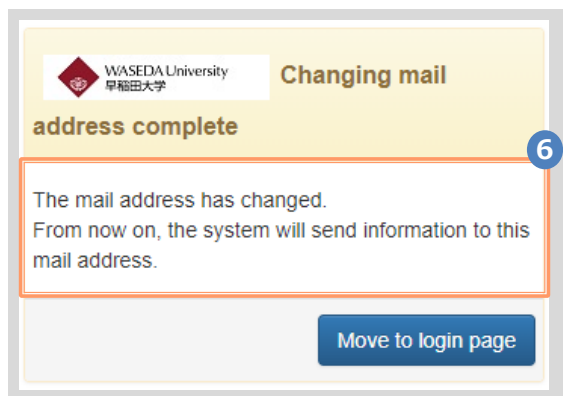 WASEDA University
早稲田大学
Changing mail
address complete
6
The mail address has changed.
From now on, the system will send information to this
mail address.
Move to login page